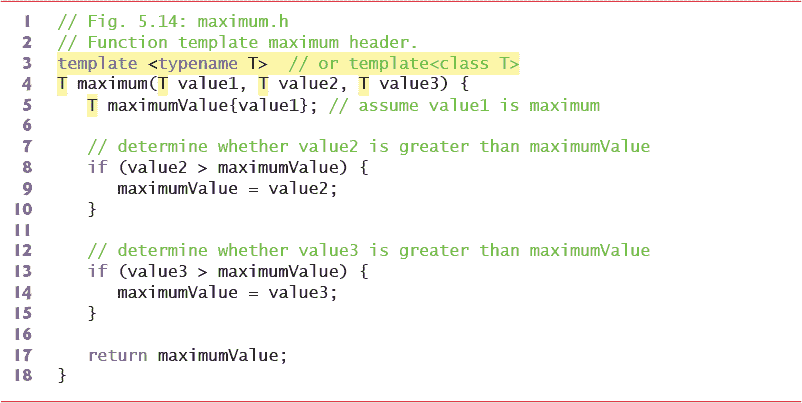 1 // Fig. 5.14: maximum.h
2 // Function template maximum header.
3 template <typename T>  // or template<class T>
4 T maximum(T value1, T value2, T value3) {
5    T maximumValue{value1}; // assume value1 is maximum
6
7    // determine whether value2 is greater than maximumValue
8    if (value2 > maximumValue) {
9       maximumValue = value2;
10    }
11
12    // determine whether value3 is greater than maximumValue
13    if (value3 > maximumValue) {
14       maximumValue = value3;
15    }
16
17    return maximumValue;
18 }